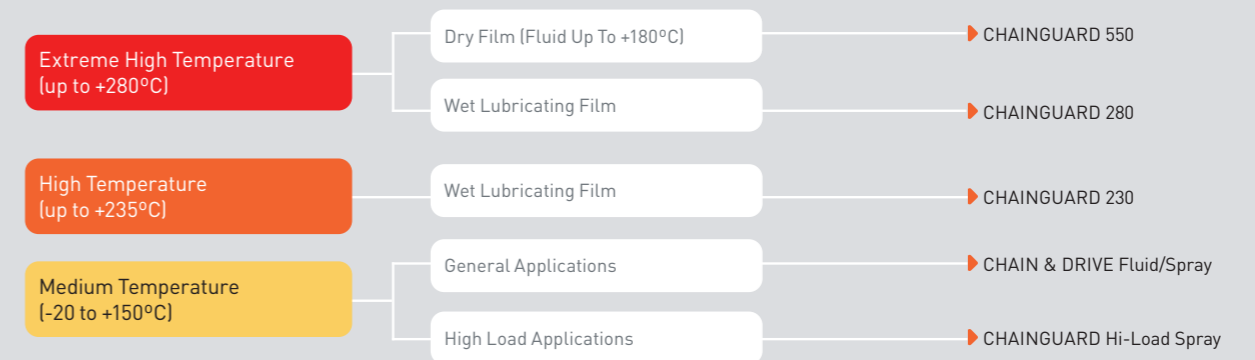 Extreme High Temperature
(up to +280ºC)
Dry Film (Fluid Up To +180ºC)
CHAINGUARD 550
Wet Lubricating Film
CHAINGUARD 280
High Temperature
(up to +235ºC)
Wet Lubricating Film
CHAINGUARD 230
Medium Temperature
(-20 to +150ºC)
General Applications
CHAIN & DRIVE Fluid/Spray
High Load Applications
CHAINGUARD Hi-Load Spray